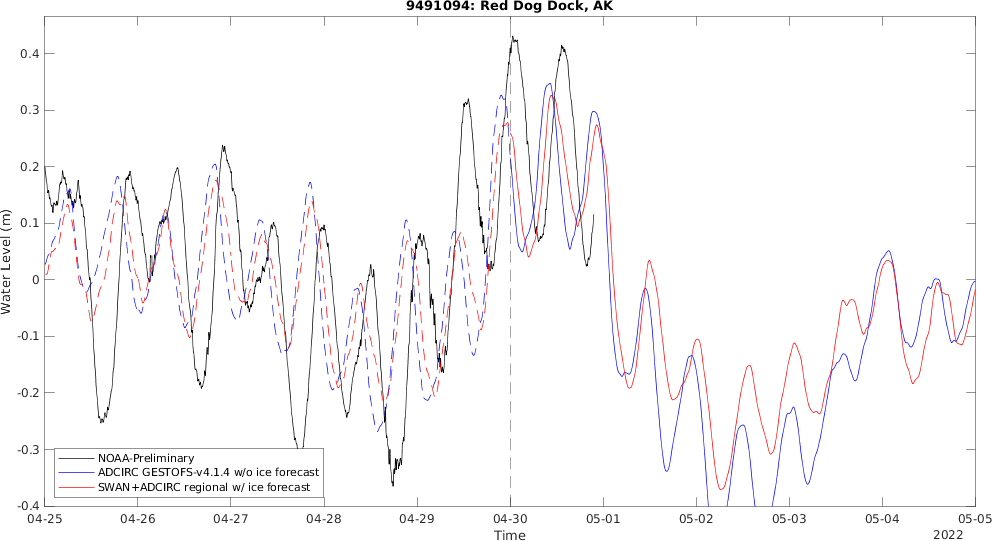 9491094: Red Dog Dock, AK
Water Level (m)
0.4
0.3
0.2
0.1
0
-0.1
-0.2
-0.3
-0.4
NOAA-Preliminary
ADCIRC GESTOFS-v4.1.4 w/o ice forecast
SWAN+ADCIRC regional w/ ice forecast
04-25 04-26 04-27 04-28 04-29 04-30 05-01 05-02 05-03 05-04 05-05
Time
2022